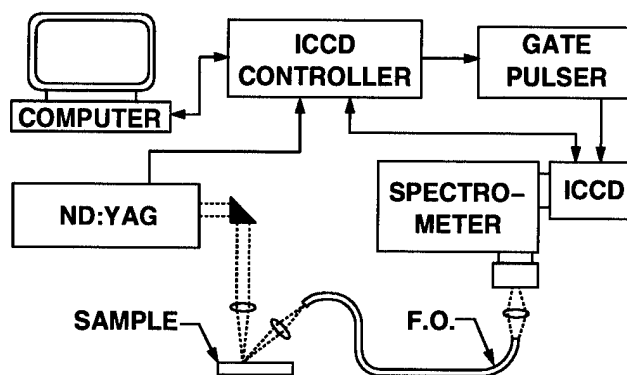 ICCD
CONTROLLER
GATE
PULSER
COMPUTER
ND:YAG
SPECTRO-
METER
ICCD
SAMPLE
F.O.